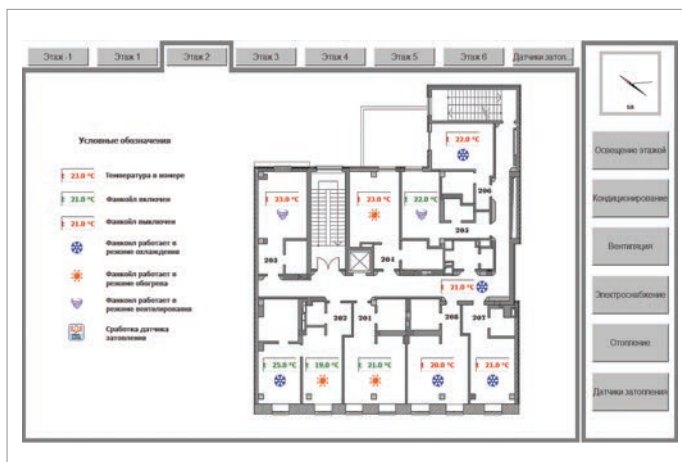 Этаж -1
Этаж 1
Этаж 2
Этаж 3
Этаж 4
Этаж 5
Этаж 6
Датчики затоп...
Условные обозначения
23.0 °C Температура в номере
21.0 °C Фанкойл включен
21.0 °C Фанкойл выключен
Фанкойл работает в
режиме охлаждения
Фанкойл работает в
режиме обогрева
Фанкойл работает в
режиме вентилирования
Сработка датчика
затопления
22.0 °C
206
23.0 °C
23.0 °C
22.0 °C
205
203
204
21.0 °C
202
201
208
207
25.0 °C
19.0 °C
21.0 °C
20.0 °C
21.0 °C
Освещение этажей
Кондиционирование
Вентиляция
Электроснабжение
Отопление
Датчики затопления